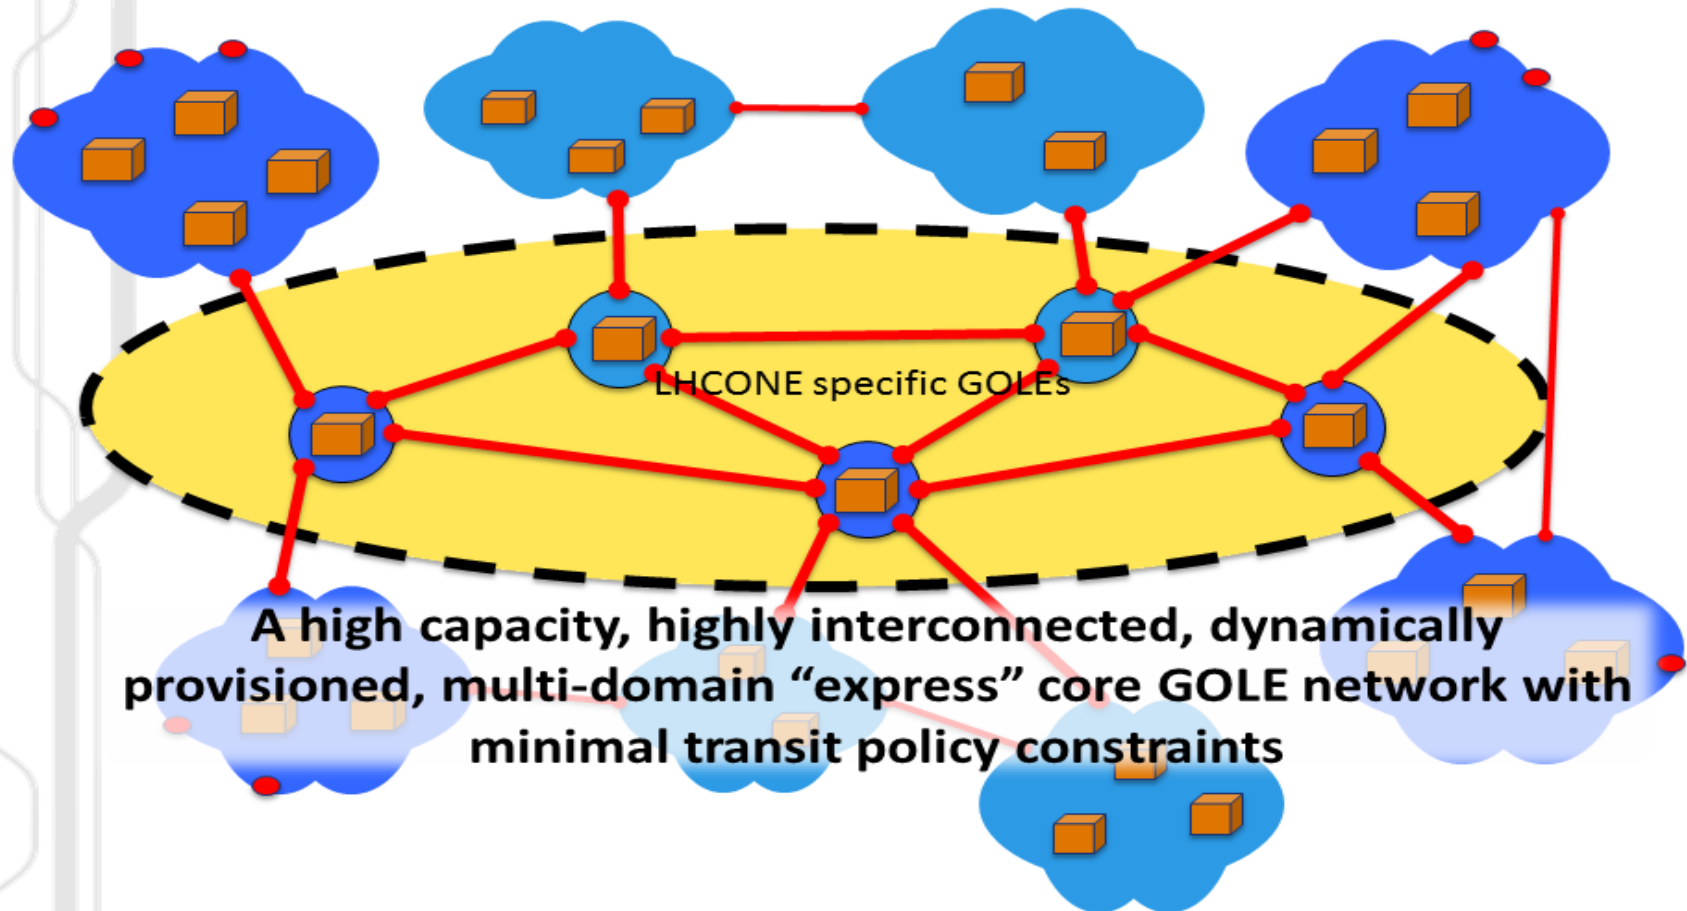 LHCONE specific GOLEs
A high capacity, highly interconnected, dynamically
provisioned, multi-domain “express” core GOLE network with
minimal transit policy constraints